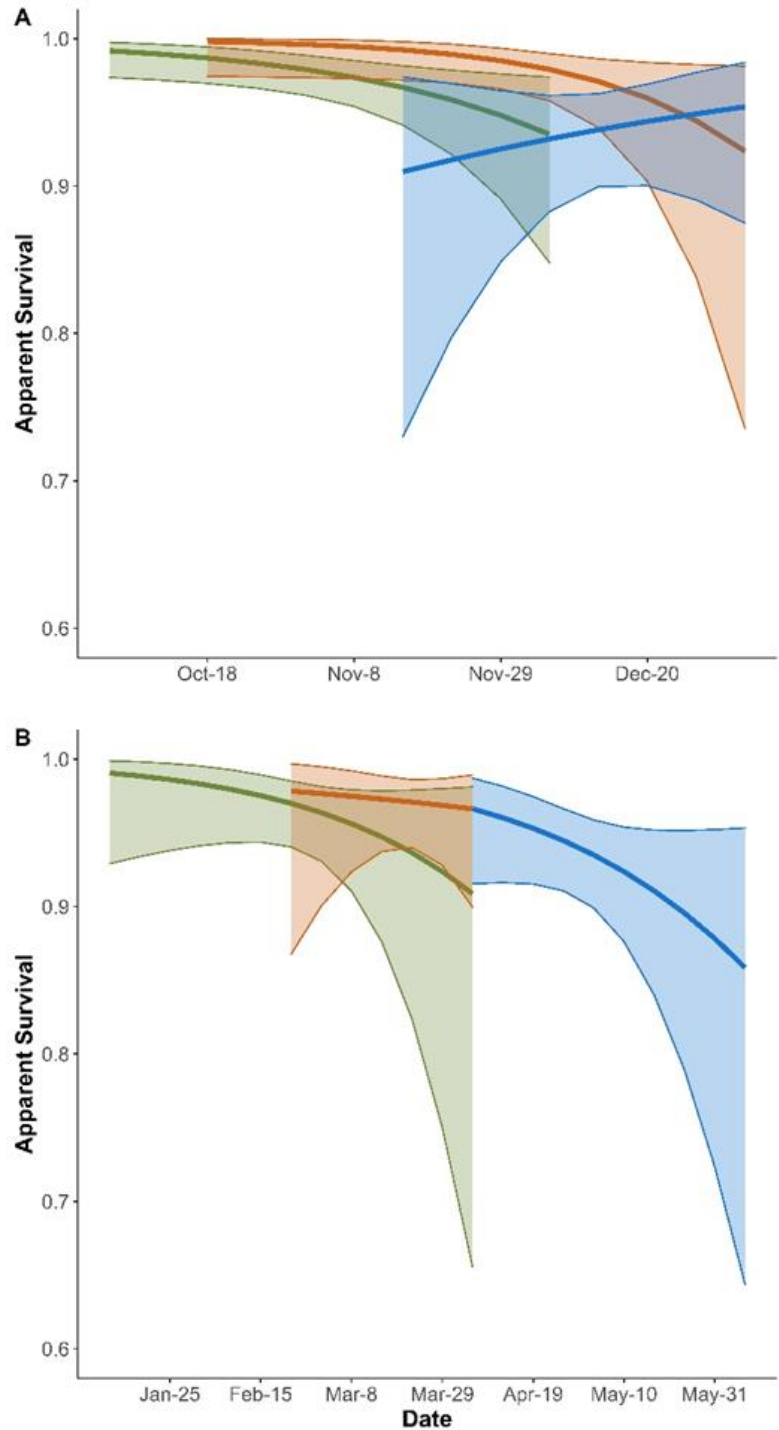 A
Apparent Survival
1.0
0.9
0.8
0.7
0.6
Oct-18 Nov-8 Nov-29 Dec-20
B
Apparent Survival
1.0
0.9
0.8
0.7
0.6
Jan-25 Feb-15 Mar-8 Mar-29 Apr-19 May-10 May-31
Date